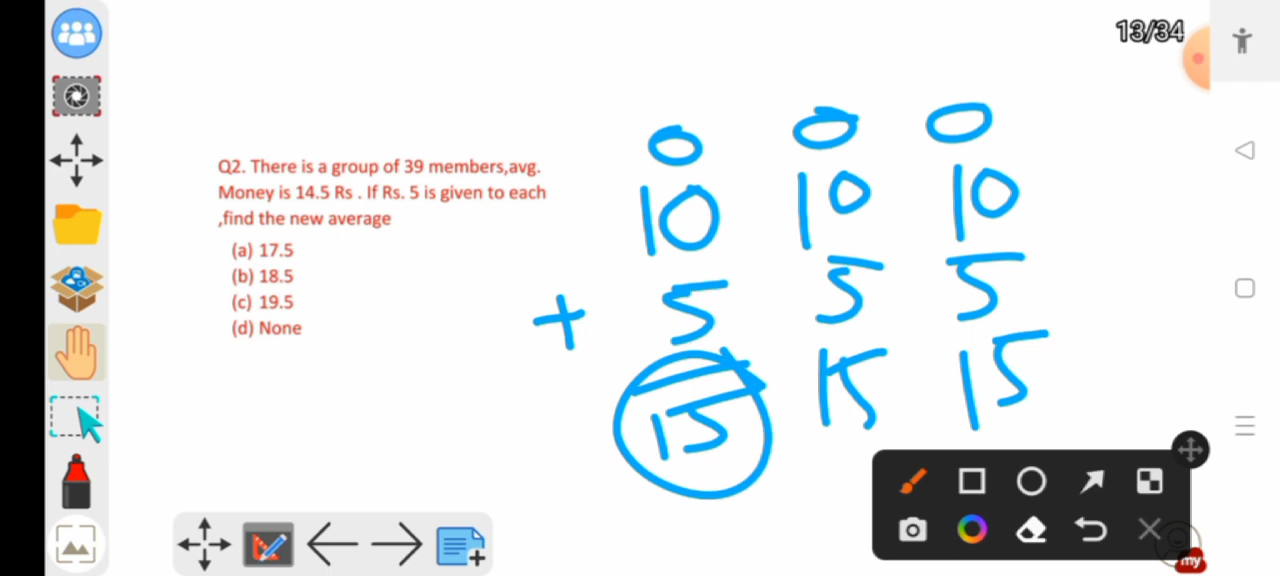 13/34
Q2. There is a group of 39 members,avg.
Money is 14.5 Rs . If Rs. 5 is given to each
,find the new average
(a) 17.5
(b) 18.5
(c) 19.5
(d) None
0 0 0
10 10 10
+ 5 5 5
15 15 15
my